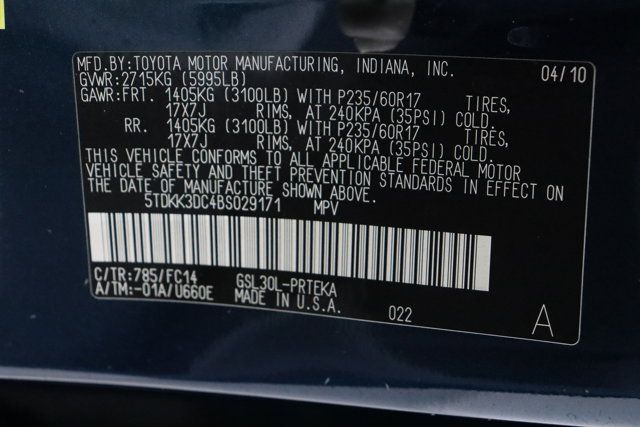 MFD.BY:TOYOTA MOTOR MANUFACTURING, INDIANA, INC. 04/10
GVWR:2715KG (5995LB)
GAWR:FRT. 1405KG (3100LB) WITH P235/60R17 TIRES,
17X7J RIMS, AT 240KPA (35PSI) COLD.
RR. 1405KG (3100LB) WITH P235/60R17 TIRES,
17X7J RIMS, AT 240KPA (35PSI) COLD.
THIS VEHICLE CONFORMS TO ALL APPLICABLE FEDERAL MOTOR
VEHICLE SAFETY AND THEFT PREVENTION STANDARDS IN EFFECT ON
THE DATE OF MANUFACTURE SHOWN ABOVE.
5TDKK3DC4BS029171 MPV
C/TR:785/FC14 GSL30L-PRTEKA
A/TM:-01A/U660E MADE IN U.S.A.
022
A